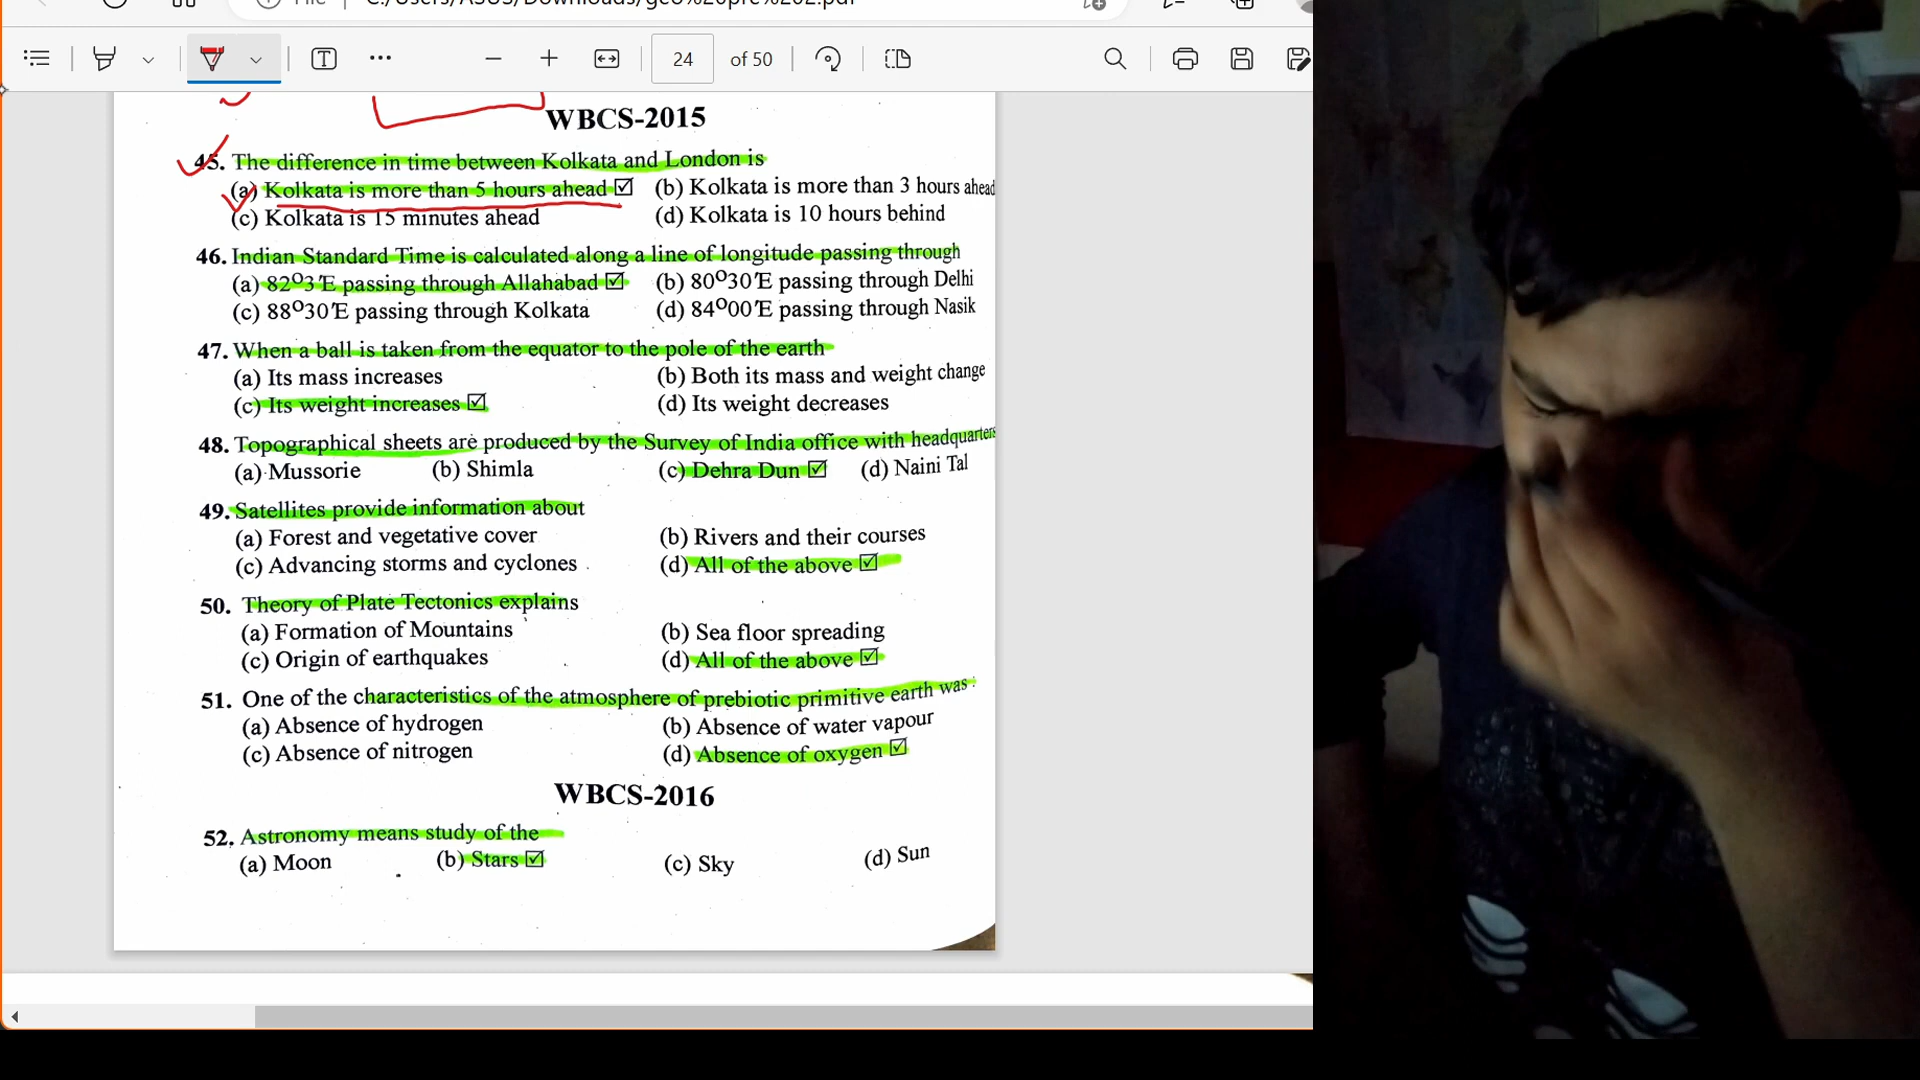 24 of 50
WBCS-2015
45. The difference in time between Kolkata and London is
(a) Kolkata is more than 5 hours ahead ☑ (b) Kolkata is more than 3 hours ahead
(c) Kolkata is 15 minutes ahead (d) Kolkata is 10 hours behind
46. Indian Standard Time is calculated along a line of longitude passing through
(a) 82º3'E passing through Allahabad ☑ (b) 80º30'E passing through Delhi
(c) 88º30'E passing through Kolkata (d) 84º00'E passing through Nasik
47. When a ball is taken from the equator to the pole of the earth
(a) Its mass increases (b) Both its mass and weight change
(c) Its weight increases ☑ (d) Its weight decreases
48. Topographical sheets are produced by the Survey of India office with headquarters
(a) Mussorie (b) Shimla (c) Dehra Dun ☑ (d) Naini Tal
49. Satellites provide information about
(a) Forest and vegetative cover (b) Rivers and their courses
(c) Advancing storms and cyclones (d) All of the above ☑
50. Theory of Plate Tectonics explains
(a) Formation of Mountains (b) Sea floor spreading
(c) Origin of earthquakes (d) All of the above ☑
51. One of the characteristics of the atmosphere of prebiotic primitive earth was :
(a) Absence of hydrogen (b) Absence of water vapour
(c) Absence of nitrogen (d) Absence of oxygen ☑
WBCS-2016
52. Astronomy means study of the
(a) Moon (b) Stars ☑ (c) Sky (d) Sun